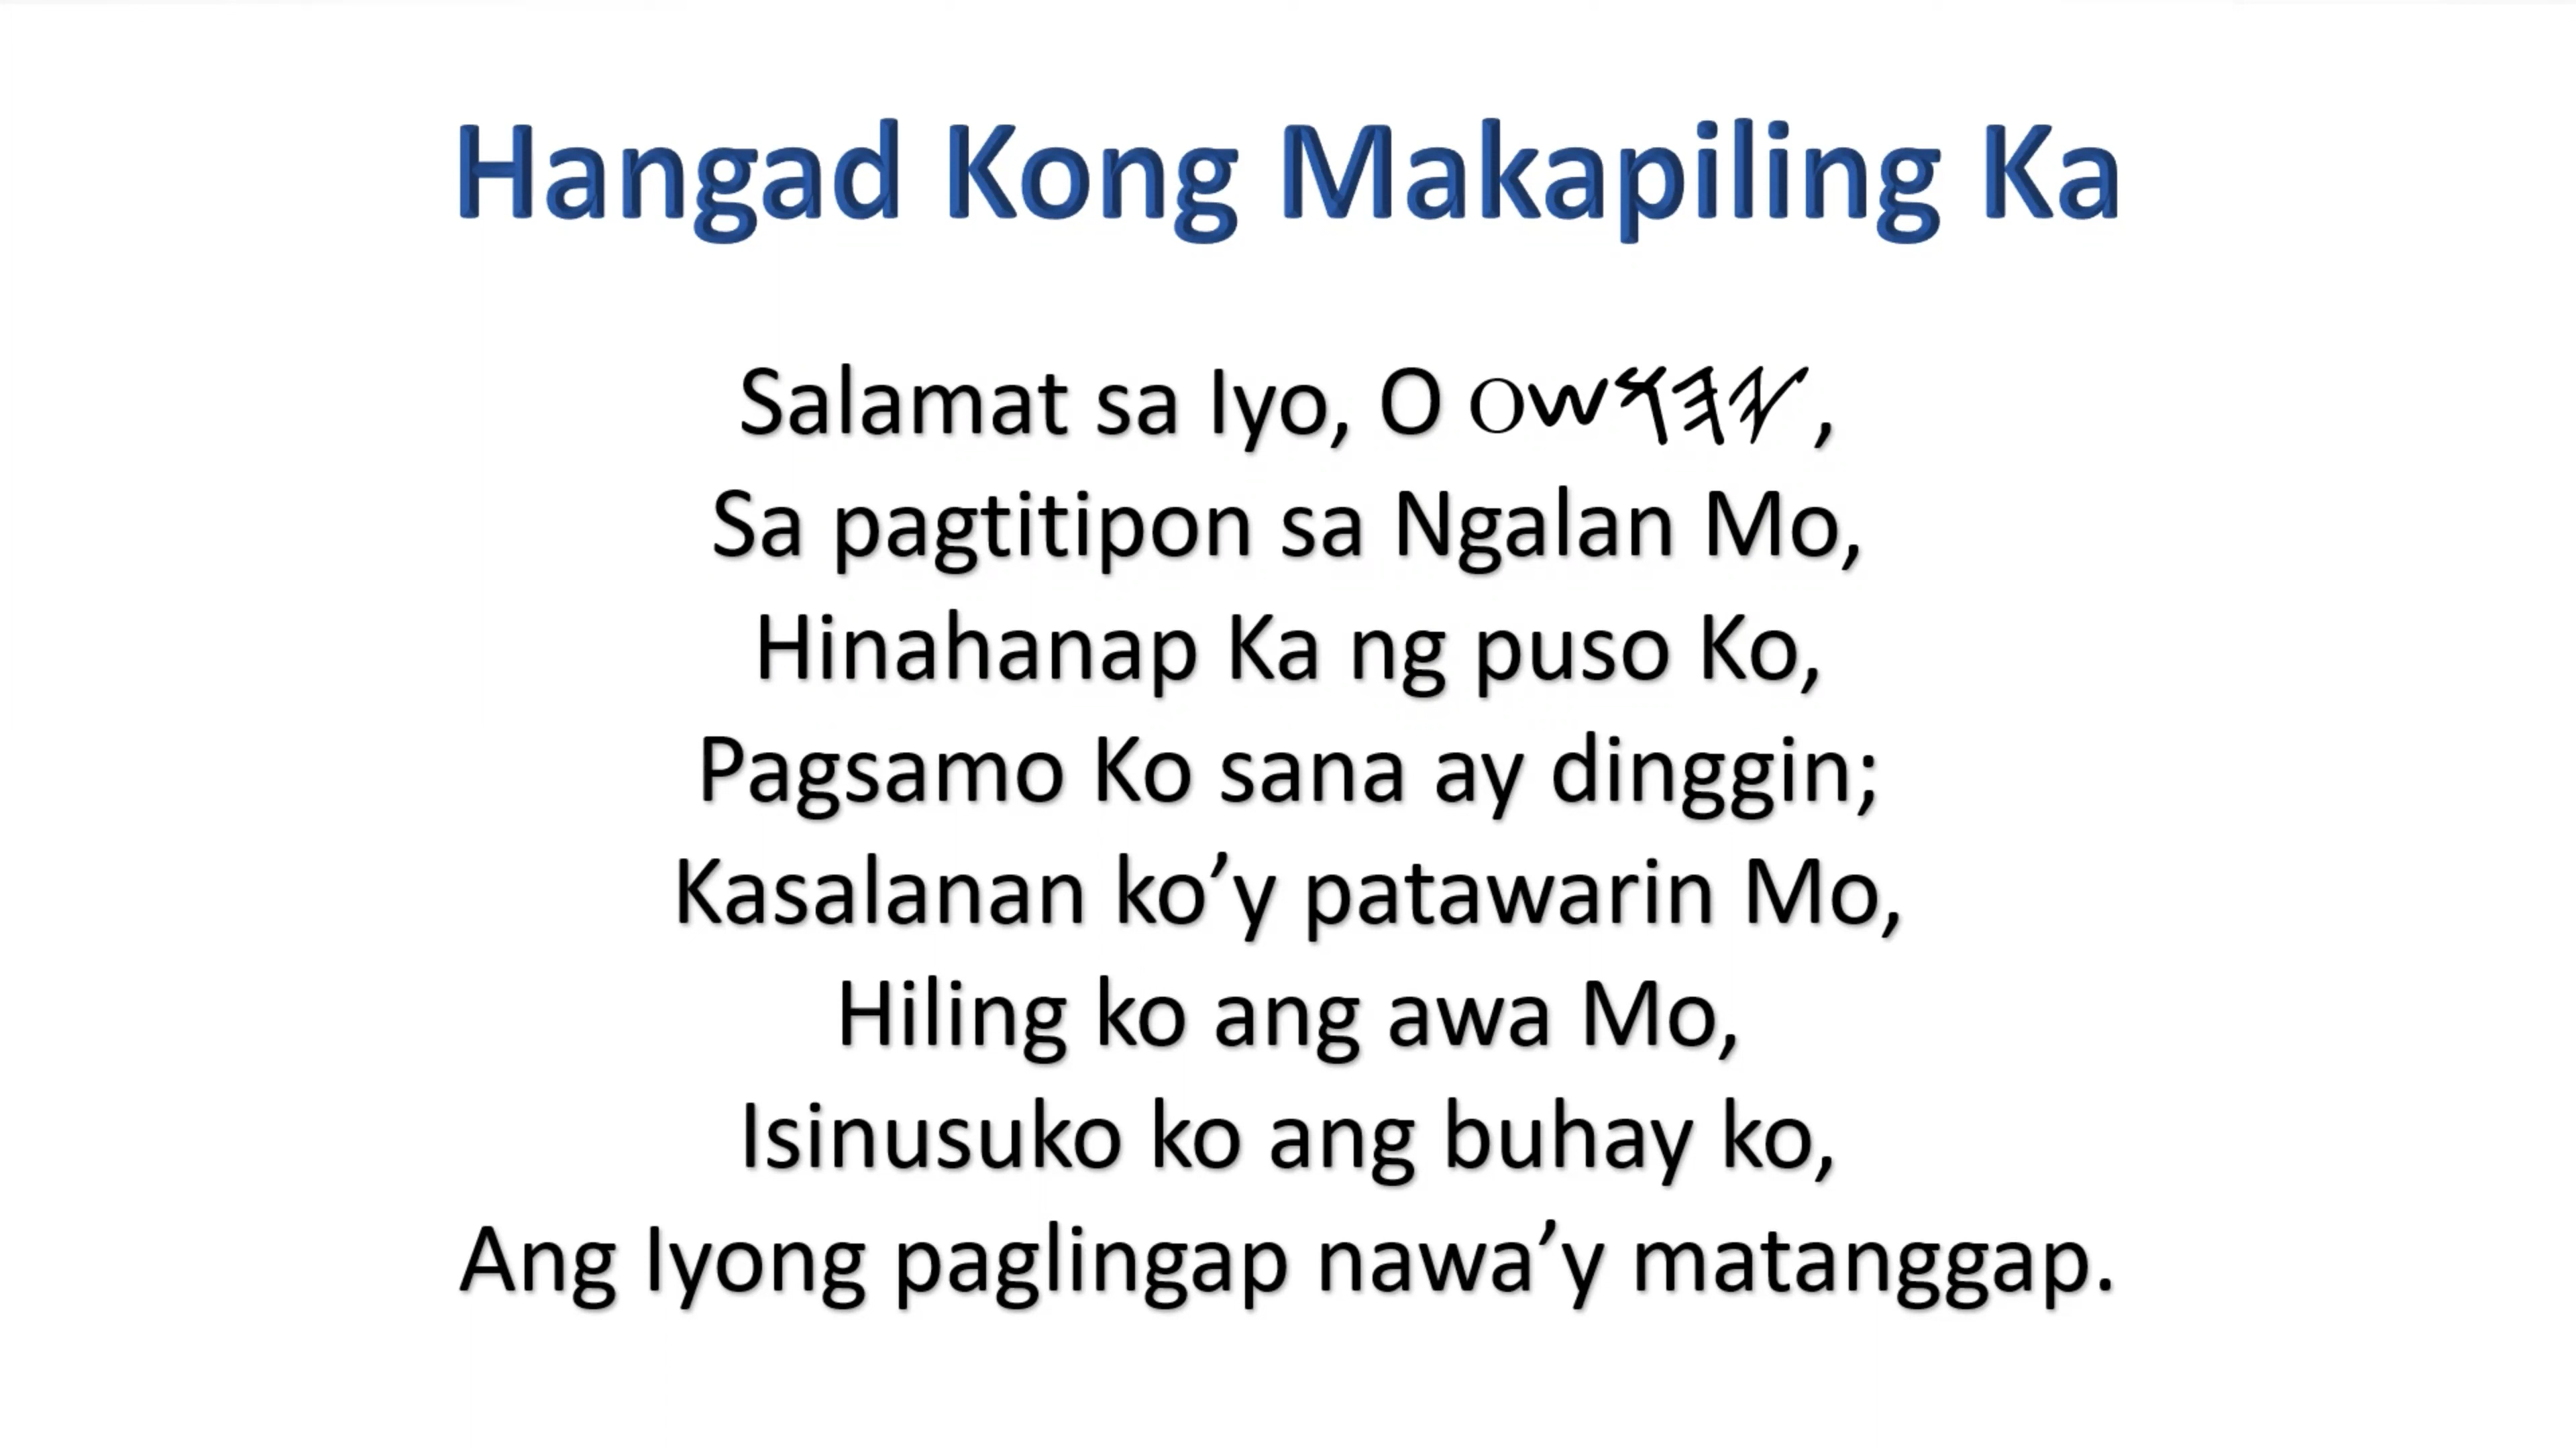 Hangad Kong Makapiling Ka
Salamat sa Iyo, O 𐤉𐤄𐤅𐤔𐤏,
Sa pagtitipon sa Ngalan Mo,
Hinahanap Ka ng puso Ko,
Pagsamo Ko sana ay dinggin;
Kasalanan ko’y patawarin Mo,
Hiling ko ang awa Mo,
Isinusuko ko ang buhay ko,
Ang Iyong paglingap nawa’y matanggap.